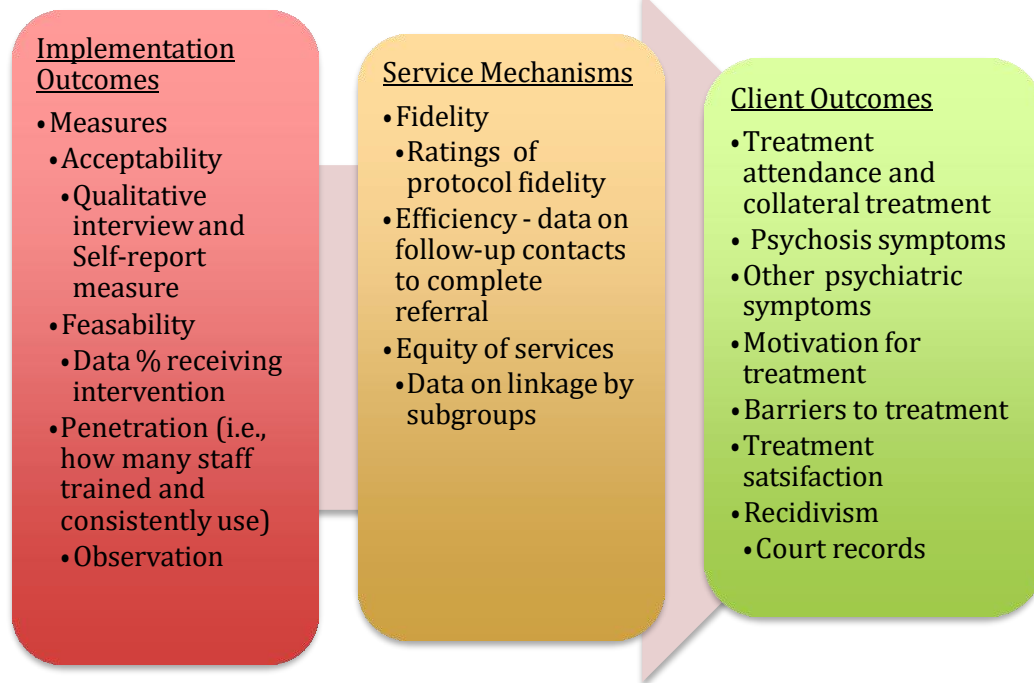 Implementation
Outcomes
•Measures
•Acceptability
•Qualitative
interview and
Self-report
measure
•Feasability
•Data % receiving
intervention
•Penetration (i.e.,
how many staff
trained and
consistently use)
•Observation
Service Mechanisms
•Fidelity
•Ratings of
protocol fidelity
•Efficiency - data on
follow-up contacts
to complete
referral
•Equity of services
•Data on linkage by
subgroups
Client Outcomes
•Treatment
attendance and
collateral treatment
• Psychosis symptoms
•Other psychiatric
symptoms
•Motivation for
treatment
•Barriers to treatment
•Treatment
satsifaction
•Recidivism
•Court records